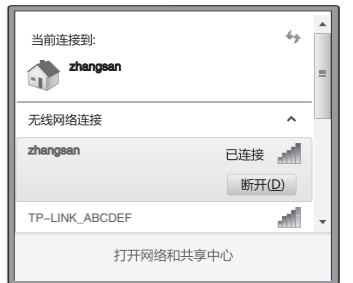 当前连接到:
zhangsan
无线网络连接
zhangsan
已连接
断开(D)
TP-LINK_ABCDEF
打开网络和共享中心